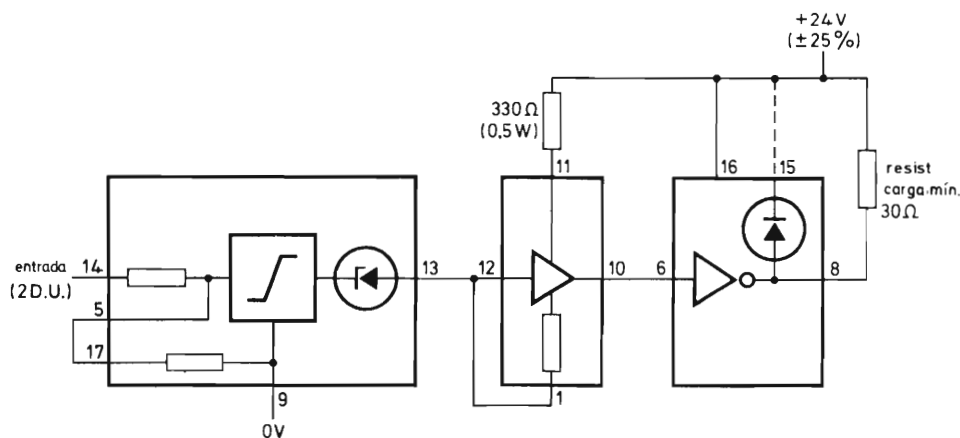 +24V
(±25%)
330Ω
(0,5W)
11
16
15
resist
carga.mín.
30Ω
entrada
14
(2D.U.)
13
12
10
6
8
5
17
9
1
0V